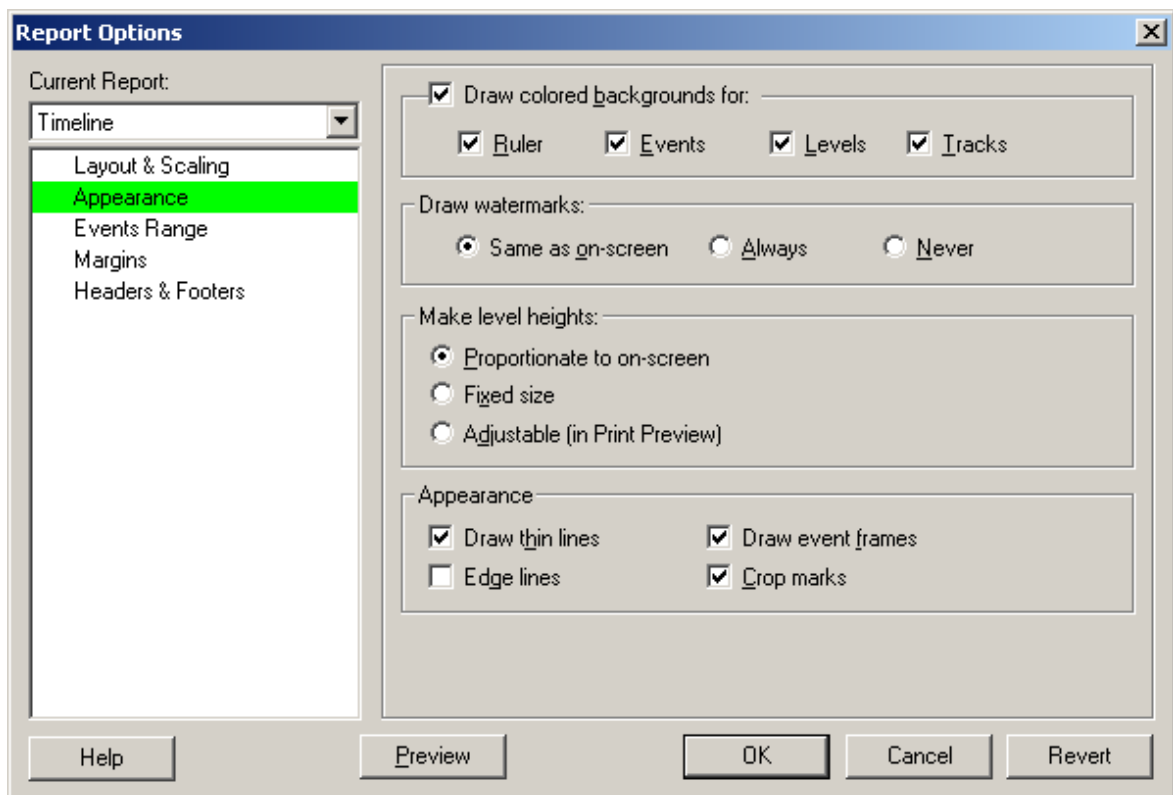 Report Options
Current Report:
Timeline
Layout & Scaling
Appearance
Events Range
Margins
Headers & Footers
Draw colored backgrounds for:
Ruler Events Levels Tracks
Draw watermarks:
Same as on-screen Always Never
Make level heights:
Proportionate to on-screen
Fixed size
Adjustable (in Print Preview)
Appearance
Draw thin lines Draw event frames
Edge lines Crop marks
Help Preview OK Cancel Revert